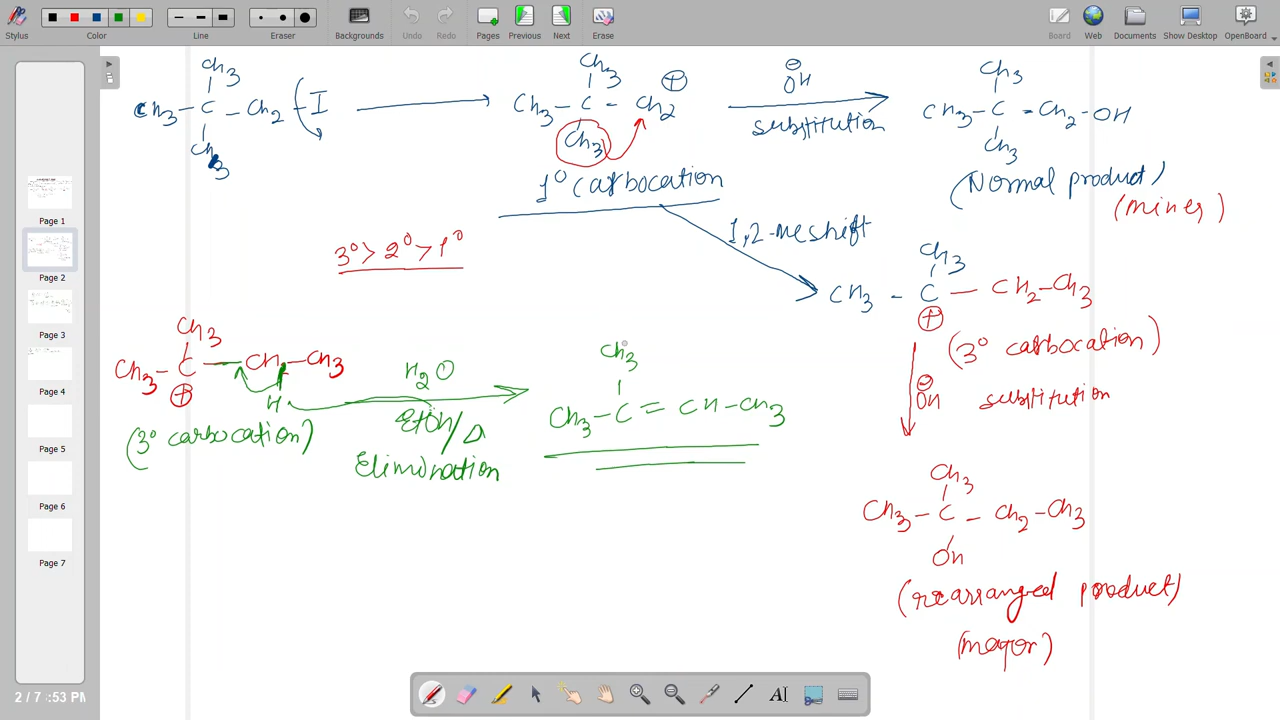 Stylus
Color
Line
Eraser
Backgrounds
Undo
Redo
Pages
Previous
Next
Erase
Board
Web
Documents
Show Desktop
OpenBoard
Page 1
Page 2
Page 3
Page 4
Page 5
Page 6
Page 7
2 / 7 :53 PM
CH3
CH3 - C - CH2 - I
CH3
CH3 ⊕
CH3 - C - CH2
CH3
1° Carbocation
⊖
OH
substitution
CH3
CH3 - C - CH2 - OH
CH3
(Normal product)
(miner)
3° > 2° > 1°
1,2-me shift
CH3
CH3 - C - CH2 - CH3
⊕
(3° carbocation)
⊖
OH substitution
CH3
CH3 - C - CH2 - CH3
OH
(rearranged product)
(major)
CH3
CH3 - C - CH - CH3
⊕ H
(3° carbocation)
H2O
EtOH/Δ
Elimination
CH3
CH3 - C = CH - CH3